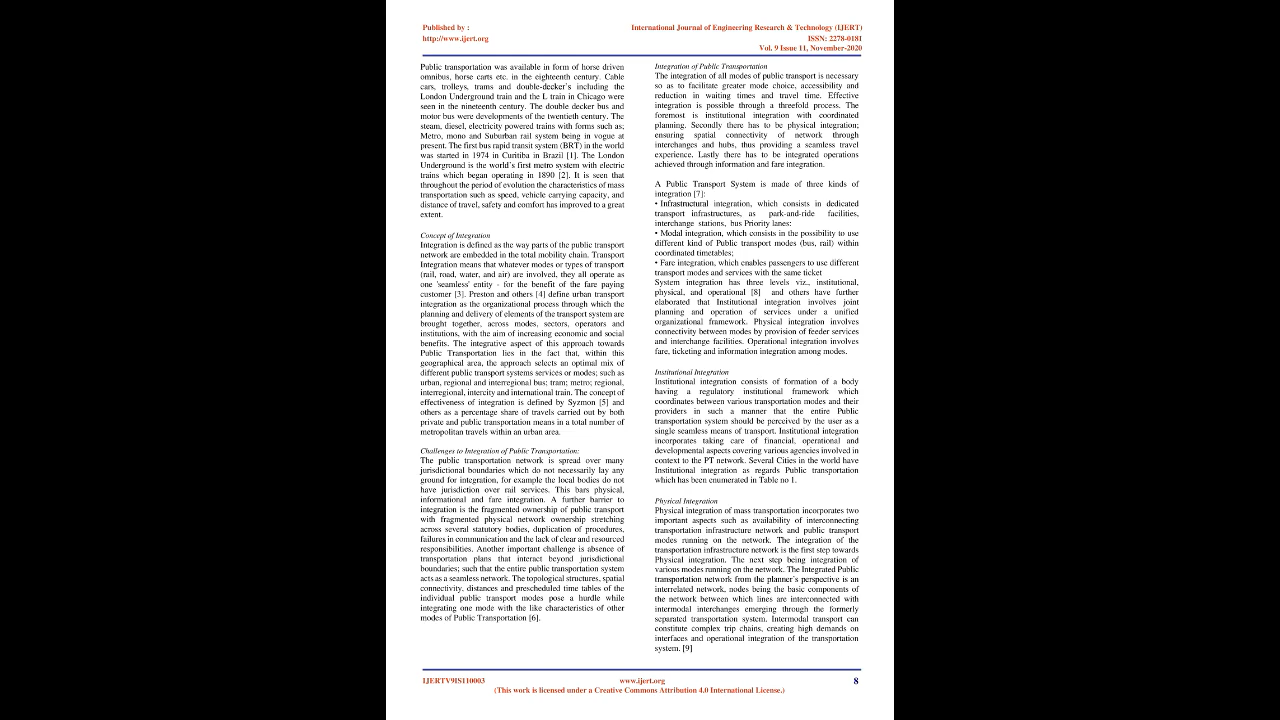 Published by :
http://www.ijert.org
International Journal of Engineering Research & Technology (IJERT)
ISSN: 2278-0181
Vol. 9 Issue 11, November-2020
Public transportation was available in form of horse driven
omnibus, horse carts etc. in the eighteenth century. Cable
cars, trolleys, trams and double-decker's including the
London Underground train and the L train in Chicago were
seen in the nineteenth century. The double decker bus and
motor bus were developments of the twentieth century. The
steam, diesel, electricity powered trains with forms such as;
Metro, mono and Suburban rail system being in vogue at
present. The first bus rapid transit system (BRT) in the world
was started in 1974 in Curitiba in Brazil [1]. The London
Underground is the world's first metro system with electric
trains which began operating in 1890 [2]. It is seen that
throughout the period of evolution the characteristics of mass
transportation such as speed, vehicle carrying capacity, and
distance of travel, safety and comfort has improved to a great
extent.
Concept of Integration
Integration is defined as the way parts of the public transport
network are embedded in the total mobility chain. Transport
Integration means that whatever modes or types of transport
(rail, road, water, and air) are involved, they all operate as
one 'seamless' entity - for the benefit of the fare paying
customer [3]. Preston and others [4] define urban transport
integration as the organizational process through which the
planning and delivery of elements of the transport system are
brought together, across modes, sectors, operators and
institutions, with the aim of increasing economic and social
benefits. The integrative aspect of this approach towards
Public Transportation lies in the fact that, within this
geographical area, the approach selects an optimal mix of
different public transport systems services or modes; such as
urban, regional and interregional bus; tram; metro; regional,
interregional, intercity and international train. The concept of
effectiveness of integration is defined by Syzmon [5] and
others as a percentage share of travels carried out by both
private and public transportation means in a total number of
metropolitan travels within an urban area.
Challenges to Integration of Public Transportation;
The public transportation network is spread over many
jurisdictional boundaries which do not necessarily lay any
ground for integration, for example the local bodies do not
have jurisdiction over rail services. This bars physical,
informational and fare integration. A further barrier to
integration is the fragmented ownership of public transport
with fragmented physical network ownership stretching
across several statutory bodies, duplication of procedures,
failures in communication and the lack of clear and resourced
responsibilities. Another important challenge is absence of
transportation plans that interact beyond jurisdictional
boundaries; such that the entire public transportation system
acts as a seamless network. The topological structures, spatial
connectivity, distances and prescheduled time tables of the
individual public transport modes pose a hurdle while
integrating one mode with the like characteristics of other
modes of Public Transportation [6].
Integration of Public Transportation
The integration of all modes of public transport is necessary
so as to facilitate greater mode choice, accessibility and
reduction in waiting times and travel time. Effective
integration is possible through a threefold process. The
foremost is institutional integration with coordinated
planning. Secondly there has to be physical integration;
ensuring spatial connectivity of network through
interchanges and hubs, thus providing a seamless travel
experience. Lastly there has to be integrated operations
achieved through information and fare integration.
A Public Transport System is made of three kinds of
integration [7]:
• Infrastructural integration, which consists in dedicated
transport infrastructures, as park-and-ride facilities,
interchange stations, bus Priority lanes:
• Modal integration, which consists in the possibility to use
different kind of Public transport modes (bus, rail) within
coordinated timetables;
• Fare integration, which enables passengers to use different
transport modes and services with the same ticket
System integration has three levels viz., institutional,
physical, and operational [8] and others have further
elaborated that Institutional integration involves joint
planning and operation of services under a unified
organizational framework. Physical integration involves
connectivity between modes by provision of feeder services
and interchange facilities. Operational integration involves
fare, ticketing and information integration among modes.
Institutional Integration
Institutional integration consists of formation of a body
having a regulatory institutional framework which
coordinates between various transportation modes and their
providers in such a manner that the entire Public
transportation system should be perceived by the user as a
single seamless means of transport. Institutional integration
incorporates taking care of financial, operational and
developmental aspects covering various agencies involved in
context to the PT network. Several Cities in the world have
Institutional integration as regards Public transportation
which has been enumerated in Table no 1.
Physical Integration
Physical integration of mass transportation incorporates two
important aspects such as availability of interconnecting
transportation infrastructure network and public transport
modes running on the network. The integration of the
transportation infrastructure network is the first step towards
Physical integration. The next step being integration of
various modes running on the network. The Integrated Public
transportation network from the planner's perspective is an
interrelated network, nodes being the basic components of
the network between which lines are interconnected with
intermodal interchanges emerging through the formerly
separated transportation system. Intermodal transport can
constitute complex trip chains, creating high demands on
interfaces and operational integration of the transportation
system. [9]
IJERTV9IS110003
www.ijert.org
8
(This work is licensed under a Creative Commons Attribution 4.0 International License.)